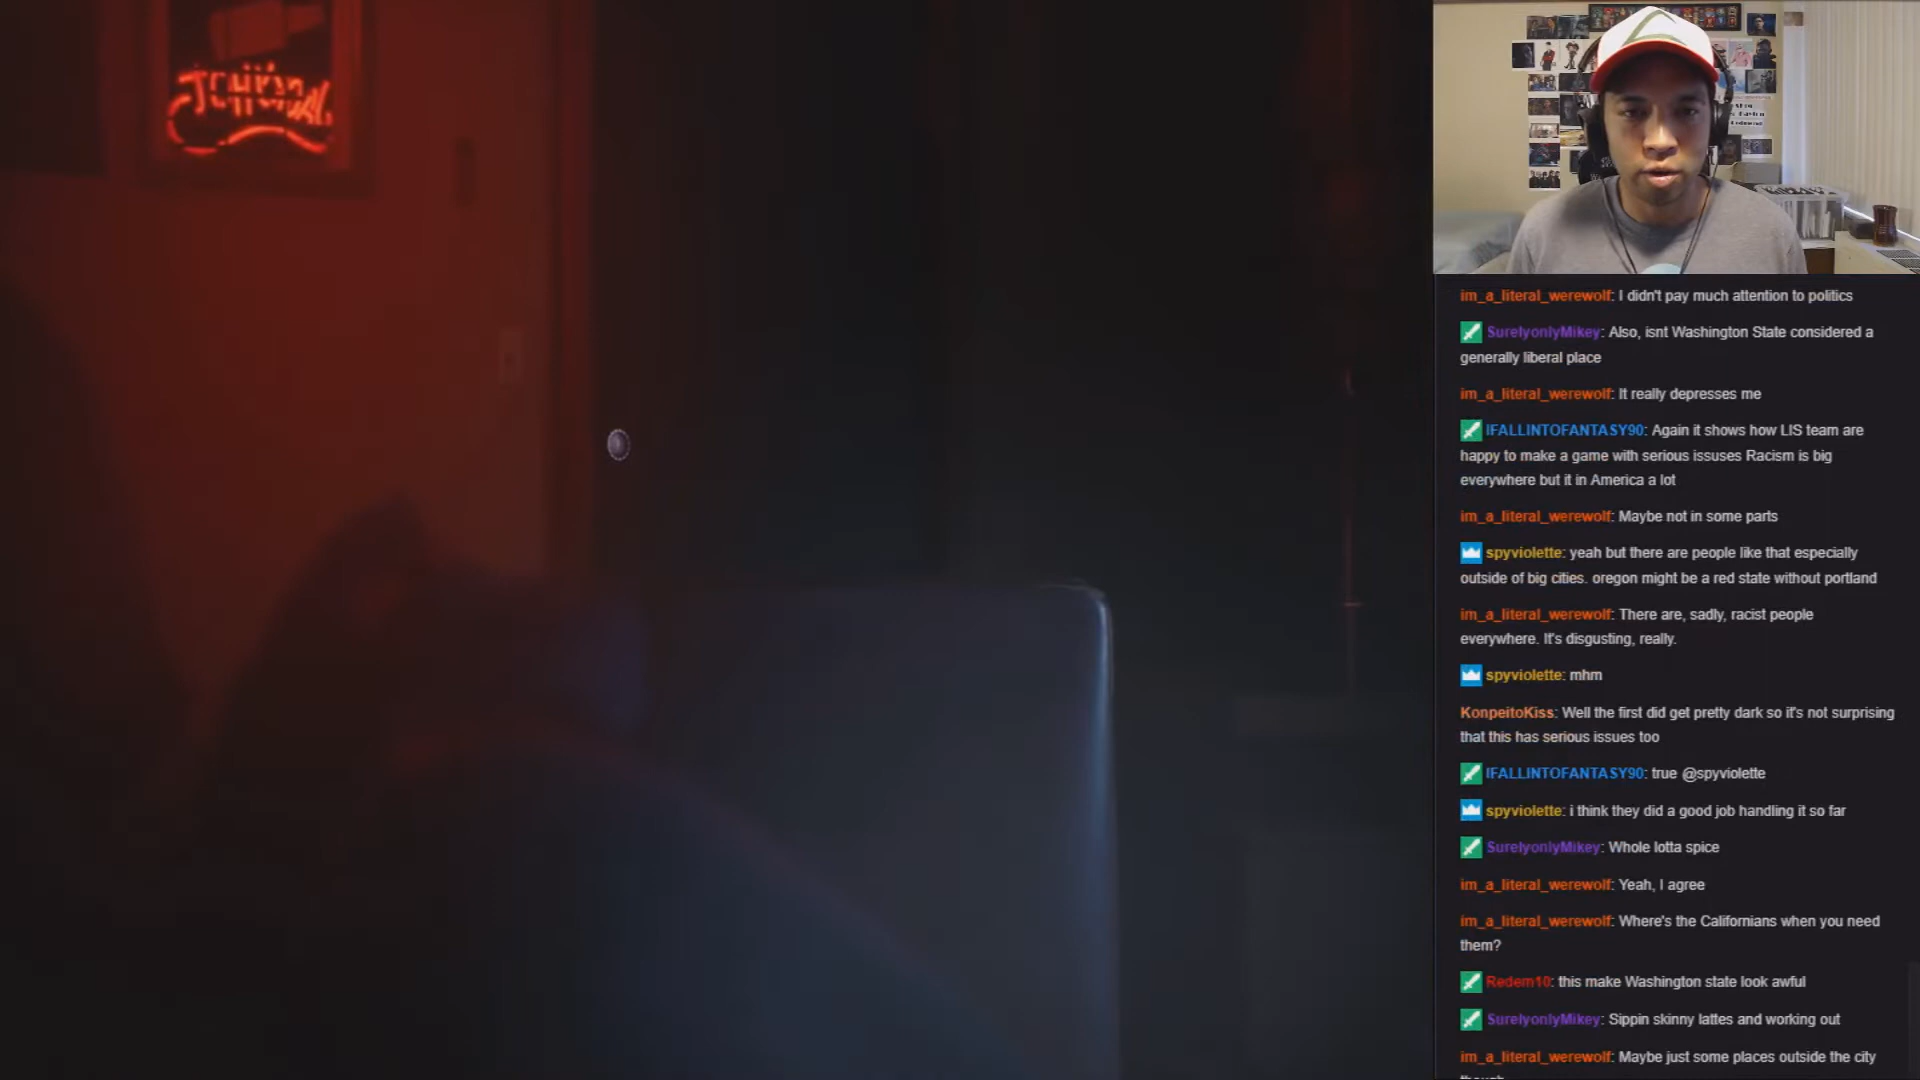 im_a_literal_werewolf: I didn't pay much attention to politics
SurelyonlyMikey: Also, isnt Washington State considered a
generally liberal place
im_a_literal_werewolf: It really depresses me
IFALLINTOFANTASY90: Again it shows how LIS team are
happy to make a game with serious issuses Racism is big
everywhere but it in America a lot
im_a_literal_werewolf: Maybe not in some parts
spyviolette: yeah but there are people like that especially
outside of big cities. oregon might be a red state without portland
im_a_literal_werewolf: There are, sadly, racist people
everywhere. It's disgusting, really.
spyviolette: mhm
KonpeitoKiss: Well the first did get pretty dark so it's not surprising
that this has serious issues too
IFALLINTOFANTASY90: true @spyviolette
spyviolette: i think they did a good job handling it so far
SurelyonlyMikey: Whole lotta spice
im_a_literal_werewolf: Yeah, I agree
im_a_literal_werewolf: Where's the Californians when you need
them?
Redem10: this make Washington state look awful
SurelyonlyMikey: Sippin skinny lattes and working out
im_a_literal_werewolf: Maybe just some places outside the city